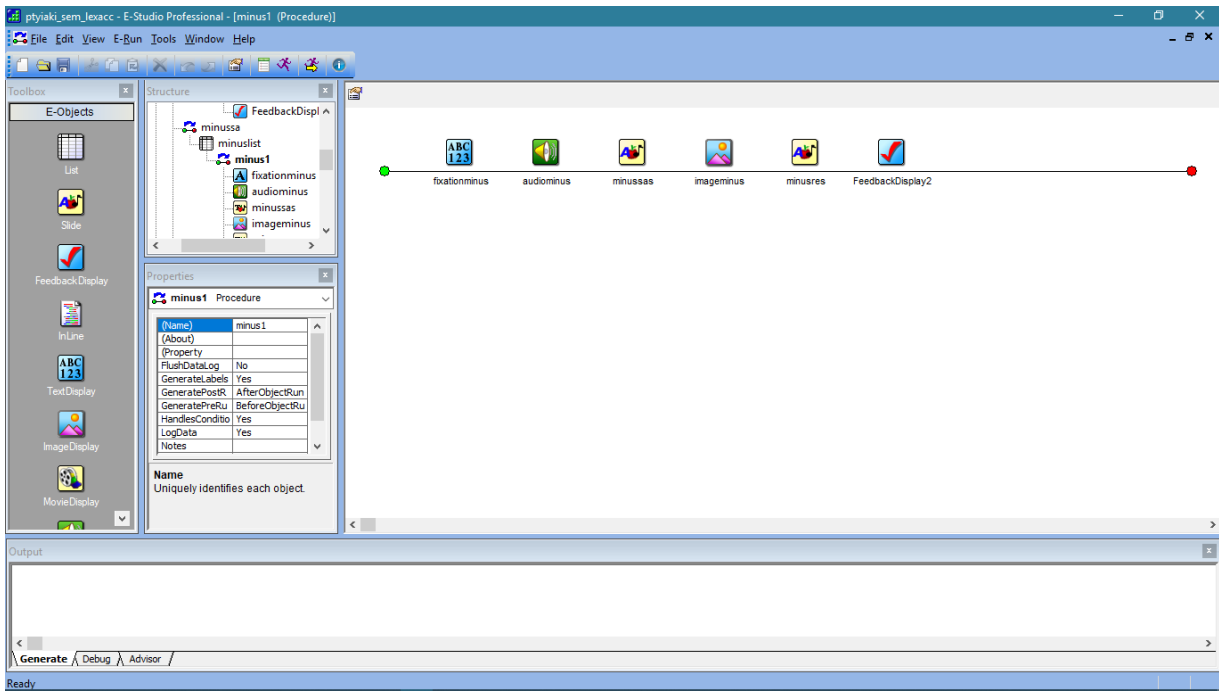 ptyiaki_sem_lexacc - E-Studio Professional - [minus1 (Procedure)]
File Edit View E-Run Tools Window Help
Toolbox
E-Objects
List
Slide
FeedbackDisplay
InLine
ABC
123
TextDisplay
ImageDisplay
MovieDisplay
Structure
FeedbackDispl
minussa
minuslist
minus1
fixationminus
audiominus
minussas
imageminus
Properties
minus1 Procedure
(Name) minus1
(About)
(Property
FlushDataLog No
GenerateLabels Yes
GeneratePostR AfterObjectRun
GeneratePreRu BeforeObjectRu
HandlesConditio Yes
LogData Yes
Notes
Name
Uniquely identifies each object.
ABC
123
fixationminus audiominus minussas imageminus minusres FeedbackDisplay2
Output
Generate Debug Advisor
Ready